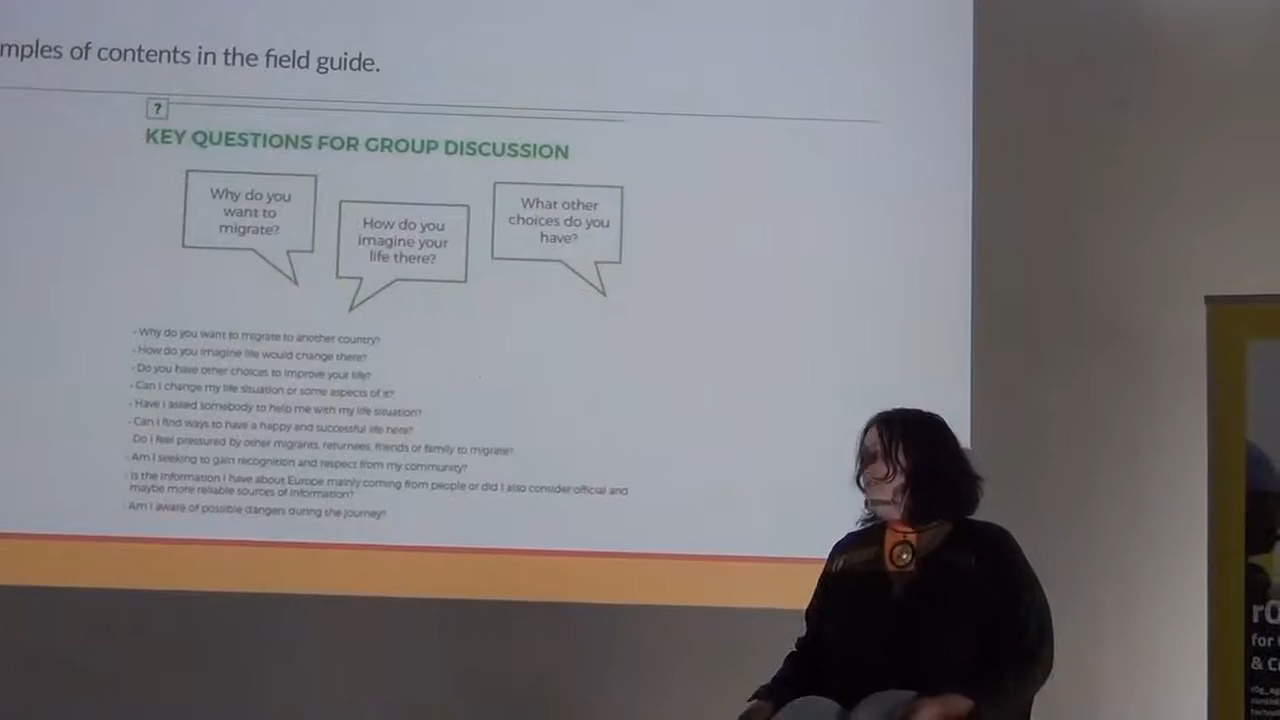 mples of contents in the field guide.
?
KEY QUESTIONS FOR GROUP DISCUSSION
Why do you
want to
migrate?
How do you
imagine your
life there?
What other
choices do you
have?
- Why do you want to migrate to another country?
- How do you imagine life would change there?
- Do you have other choices to improve your life?
- Can I change my life situation or some aspects of it?
- Have I asked somebody to help me with my life situation?
- Can I find ways to have a happy and successful life here?
Do I feel pressured by other migrants, returnees, friends or family to migrate?
- Am I seeking to gain recognition and respect from my community?
- Is the information I have about Europe mainly coming from people or did I also consider official and
maybe more reliable sources of information?
Am I aware of possible dangers during the journey?
for
&